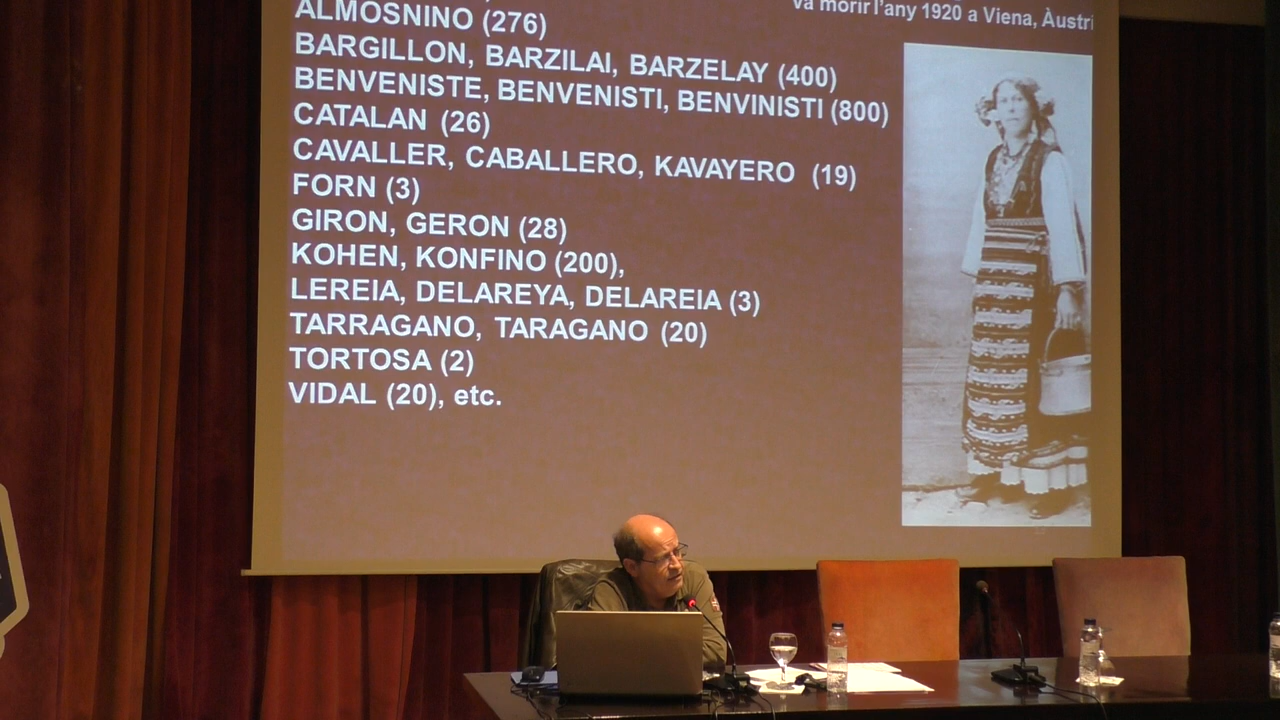 ALMOSNINO (276)
va morir l'any 1920 a Viena, Àustri
BARGILLON, BARZILAI, BARZELAY (400)
BENVENISTE, BENVENISTI, BENVINISTI (800)
CATALAN (26)
CAVALLER, CABALLERO, KAVAYERO (19)
FORN (3)
GIRON, GERON (28)
KOHEN, KONFINO (200),
LEREIA, DELAREYA, DELAREIA (3)
TARRAGANO, TARAGANO (20)
TORTOSA (2)
VIDAL (20), etc.